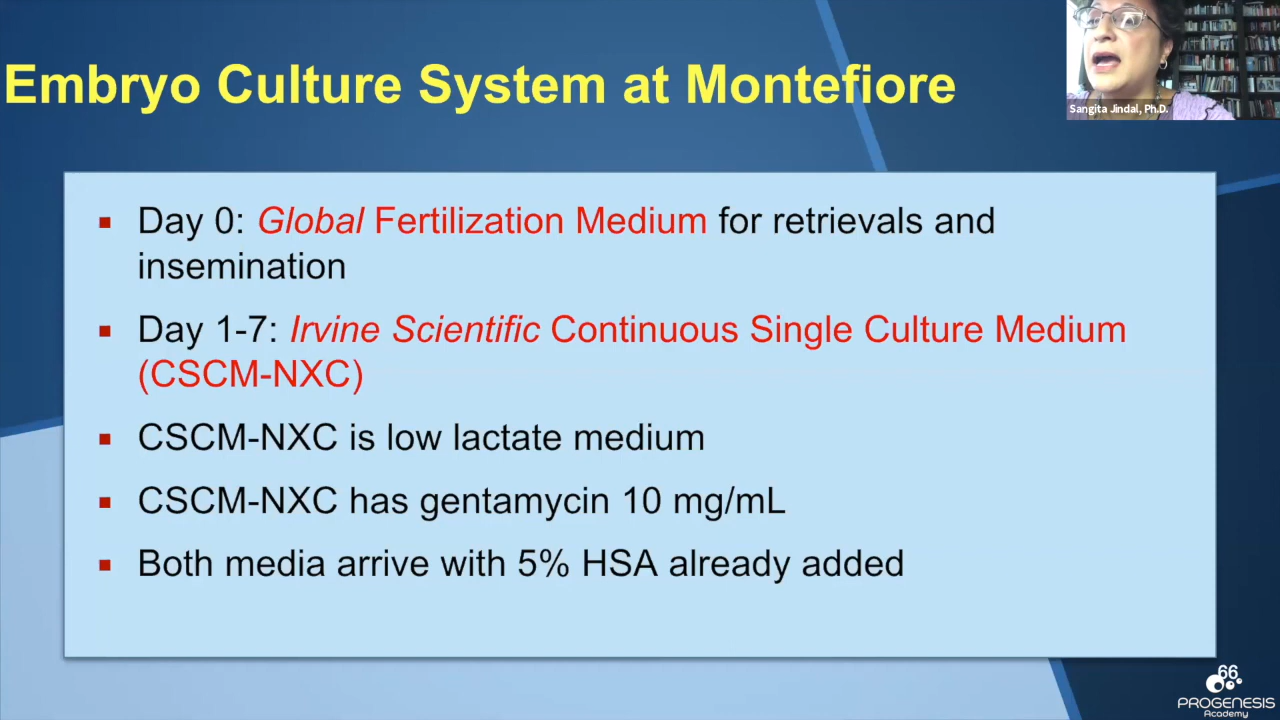 Embryo Culture System at Montefiore
Sangita Jindal, Ph.D.
Day 0: Global Fertilization Medium for retrievals and
insemination
Day 1-7: Irvine Scientific Continuous Single Culture Medium
(CSCM-NXC)
CSCM-NXC is low lactate medium
CSCM-NXC has gentamycin 10 mg/mL
Both media arrive with 5% HSA already added
66
PROGENESIS
Academy